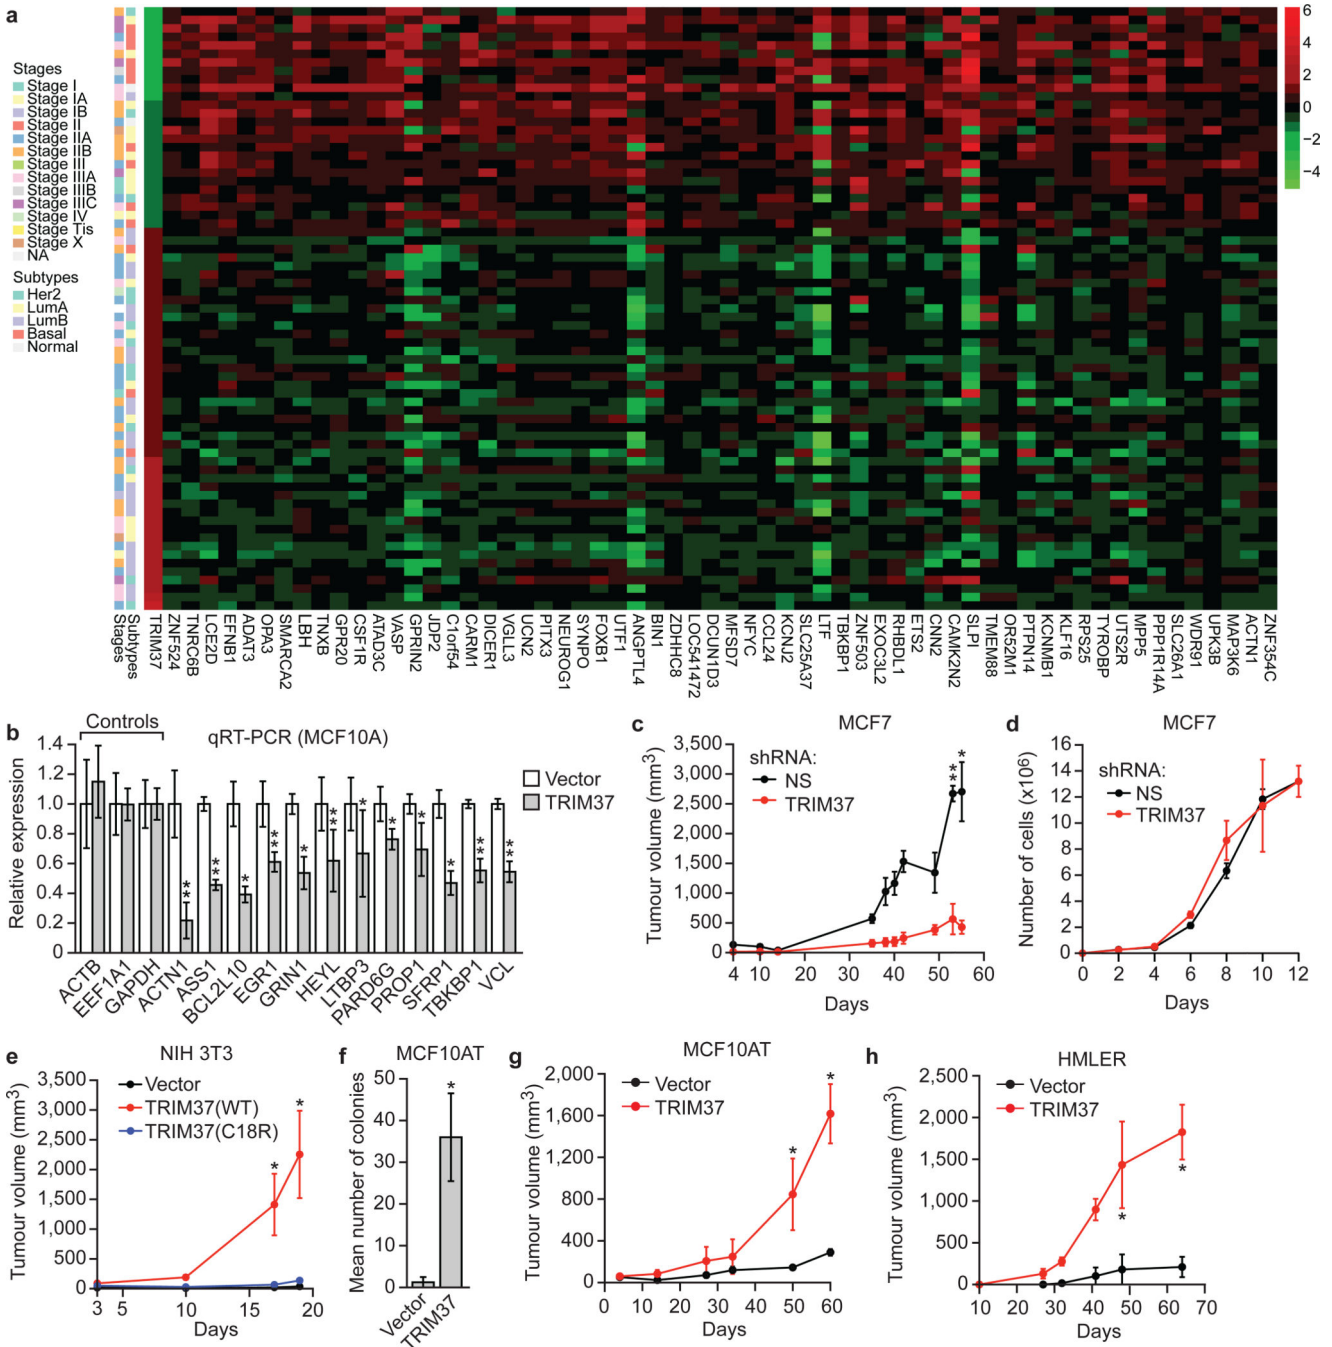 a
6
4
2
0
−2
−4
Stages
Stage I
Stage IA
Stage IB
Stage II
Stage IIA
Stage IIB
Stage III
Stage IIIA
Stage IIIB
Stage IIIC
Stage IV
Stage Tis
Stage X
NA
Subtypes
Her2
LumA
LumB
Basal
Normal
Stages
Subtypes
TRIM37
ZNF524
TNRC6B
LCE2D
EFNB1
ADAT3
OPA3
SMARCA2
LBH
TNXB
GPR20
CSF1R
ATAD3C
VASP
GPRIN2
JDP2
C1orf54
CARM1
DICER1
VGLL3
UCN2
PITX3
NEUROG1
SYNPO
FOXB1
UTF1
ANGPTL4
BIN1
ZDHHC8
LOC541472
DCUN1D3
MFSD7
NFYC
CCL24
KCNJ2
SLC25A37
LTF
TBKBP1
ZNF503
EXOC3L2
RHBDL1
ETS2
CNN2
CAMK2N2
SLPI
TMEM88
OR52M1
PTPN14
KCNMB1
KLF16
RPS25
TYROBP
UTS2R
MPP5
PPP1R14A
SLC26A1
WDR91
UPK3B
MAP3K6
ACTN1
ZNF354C
b
Controls
qRT-PCR (MCF10A)
Vector
TRIM37
Relative expression
1.4
1.2
1.0
0.8
0.6
0.4
0.2
0
**
**
*
**
*
**
*
**
*
*
**
**
ACTB
EEF1A1
GAPDH
ACTN1
ASS1
BCL2L10
EGR1
GRIN1
HEYL
LTBP3
PARD6G
PROP1
SFRP1
TBKBP1
VCL
c
MCF7
shRNA:
NS
TRIM37
Tumour volume (mm3)
3,500
3,000
2,500
2,000
1,500
1,000
500
0
**
*
4 10 20 30 40 50 60
Days
d
MCF7
shRNA:
NS
TRIM37
Number of cells (x10⁶)
16
14
12
10
8
6
4
2
0
0 2 4 6 8 10 12
Days
e
NIH 3T3
Vector
TRIM37(WT)
TRIM37(C18R)
Tumour volume (mm³)
3,500
3,000
2,500
2,000
1,500
1,000
500
0
*
*
3 5 10 20
Days
f
MCF10AT
Mean number of colonies
50
40
30
20
10
0
*
Vector
TRIM37
g
MCF10AT
Vector
TRIM37
Tumour volume (mm³)
2,000
1,600
1,200
800
400
0
*
*
0 10 20 30 40 50 60
Days
h
HMLER
Vector
TRIM37
Tumour volume (mm³)
2,500
2,000
1,500
1,000
500
0
*
*
10 20 30 40 50 60 70
Days